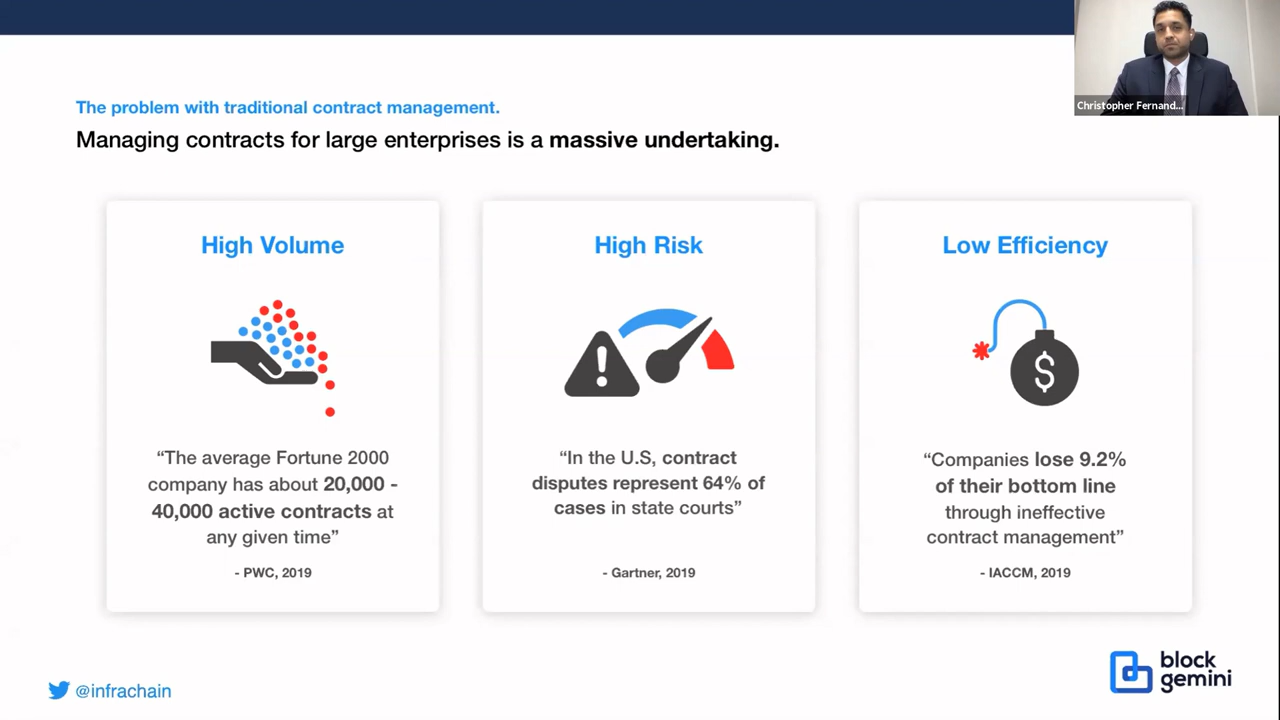 Christopher Fernand...
The problem with traditional contract management.
Managing contracts for large enterprises is a massive undertaking.
High Volume
“The average Fortune 2000
company has about 20,000 -
40,000 active contracts at
any given time”
- PWC, 2019
High Risk
“In the U.S, contract
disputes represent 64% of
cases in state courts”
- Gartner, 2019
Low Efficiency
$
“Companies lose 9.2%
of their bottom line
through ineffective
contract management”
- IACCM, 2019
@infrachain
block
gemini